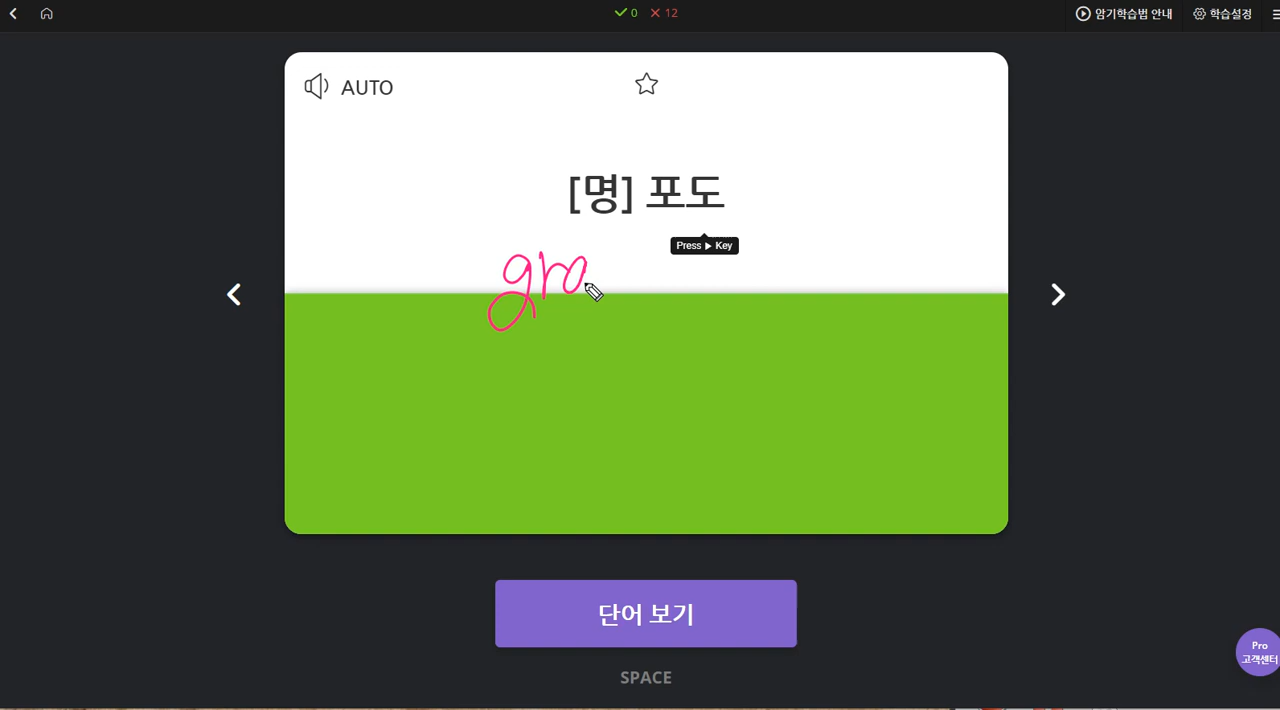 0 12 암기학습법 안내 학습설정
AUTO
[명] 포도
Press ▶ Key
gra
단어 보기
SPACE
Pro
고객센터